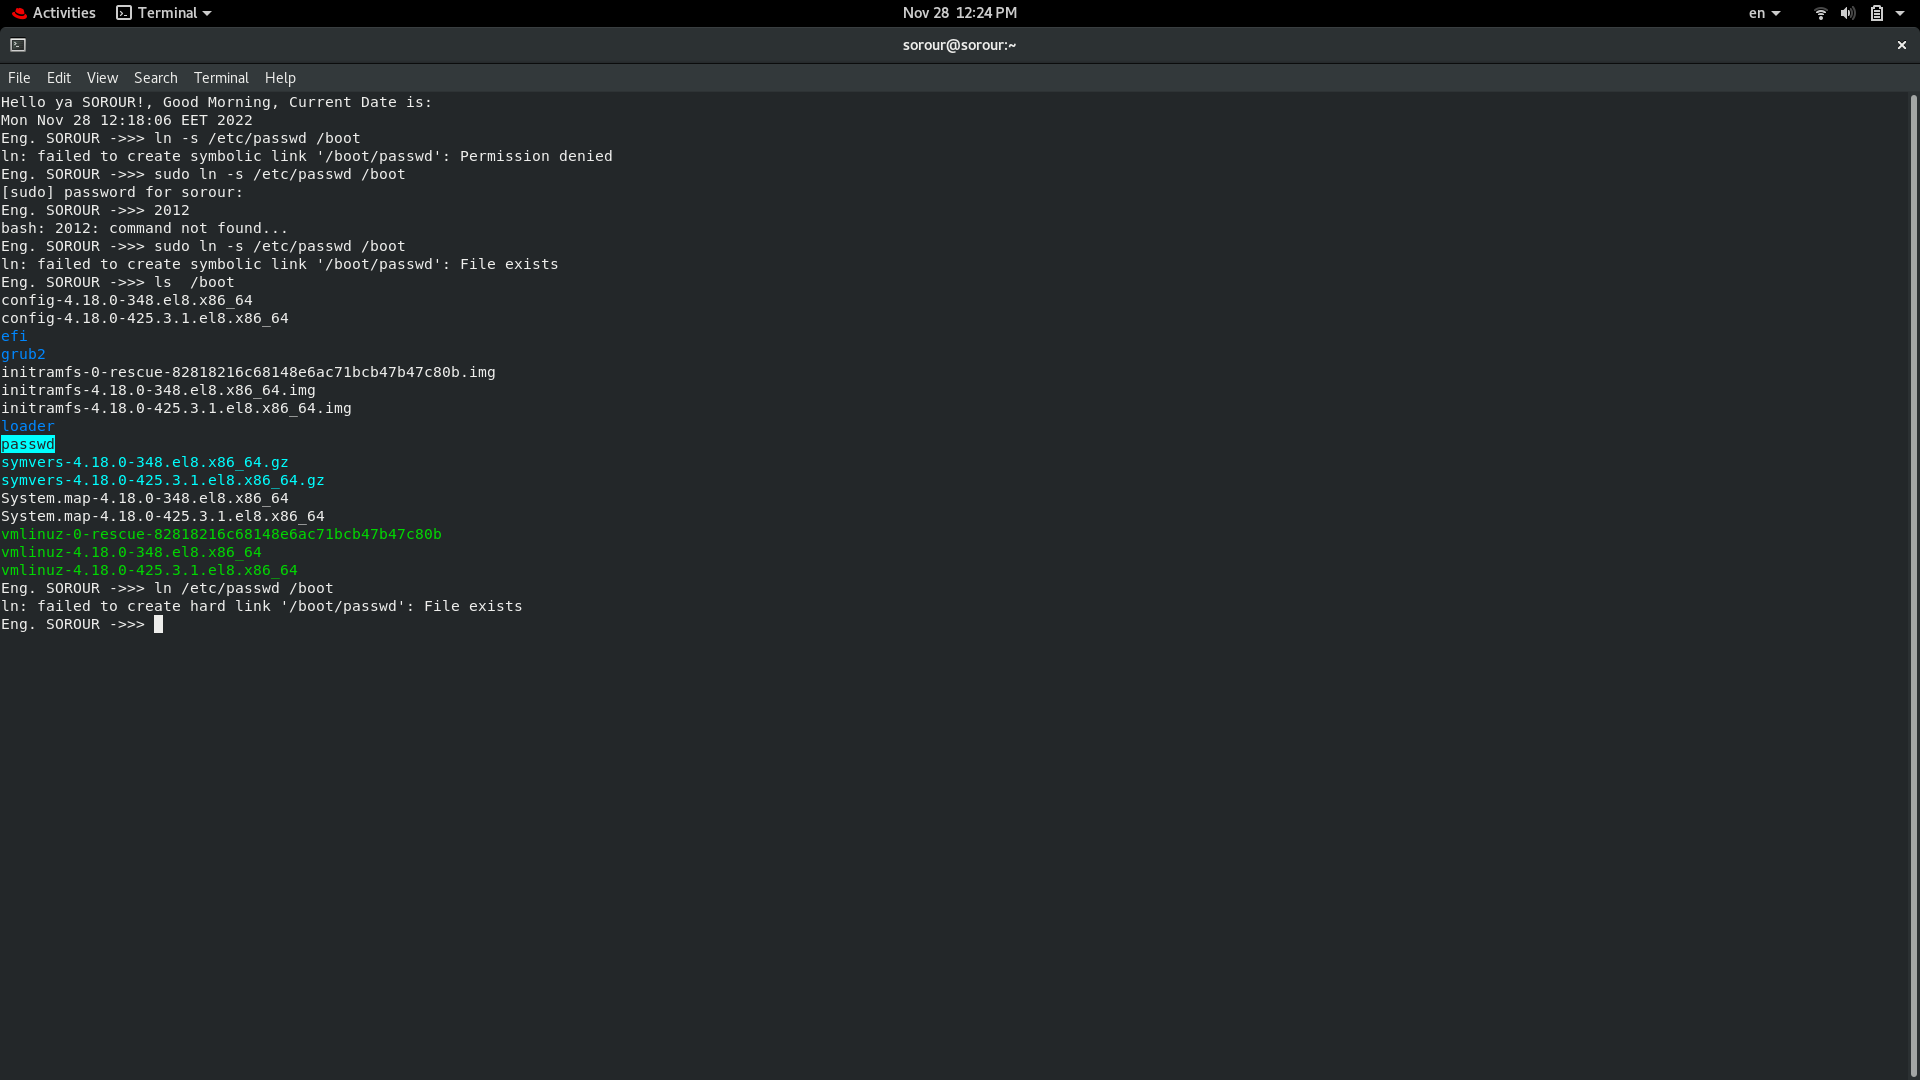 Activities Terminal Nov 28 12:24 PM en
sorour@sorour:~
File Edit View Search Terminal Help
Hello ya SOROUR!, Good Morning, Current Date is:
Mon Nov 28 12:18:06 EET 2022
Eng. SOROUR ->>> ln -s /etc/passwd /boot
ln: failed to create symbolic link '/boot/passwd': Permission denied
Eng. SOROUR ->>> sudo ln -s /etc/passwd /boot
[sudo] password for sorour:
Eng. SOROUR ->>> 2012
bash: 2012: command not found...
Eng. SOROUR ->>> sudo ln -s /etc/passwd /boot
ln: failed to create symbolic link '/boot/passwd': File exists
Eng. SOROUR ->>> ls  /boot
config-4.18.0-348.el8.x86_64
config-4.18.0-425.3.1.el8.x86_64
efi
grub2
initramfs-0-rescue-82818216c68148e6ac71bcb47b47c80b.img
initramfs-4.18.0-348.el8.x86_64.img
initramfs-4.18.0-425.3.1.el8.x86_64.img
loader
passwd
symvers-4.18.0-348.el8.x86_64.gz
symvers-4.18.0-425.3.1.el8.x86_64.gz
System.map-4.18.0-348.el8.x86_64
System.map-4.18.0-425.3.1.el8.x86_64
vmlinuz-0-rescue-82818216c68148e6ac71bcb47b47c80b
vmlinuz-4.18.0-348.el8.x86_64
vmlinuz-4.18.0-425.3.1.el8.x86_64
Eng. SOROUR ->>> ln /etc/passwd /boot
ln: failed to create hard link '/boot/passwd': File exists
Eng. SOROUR ->>>